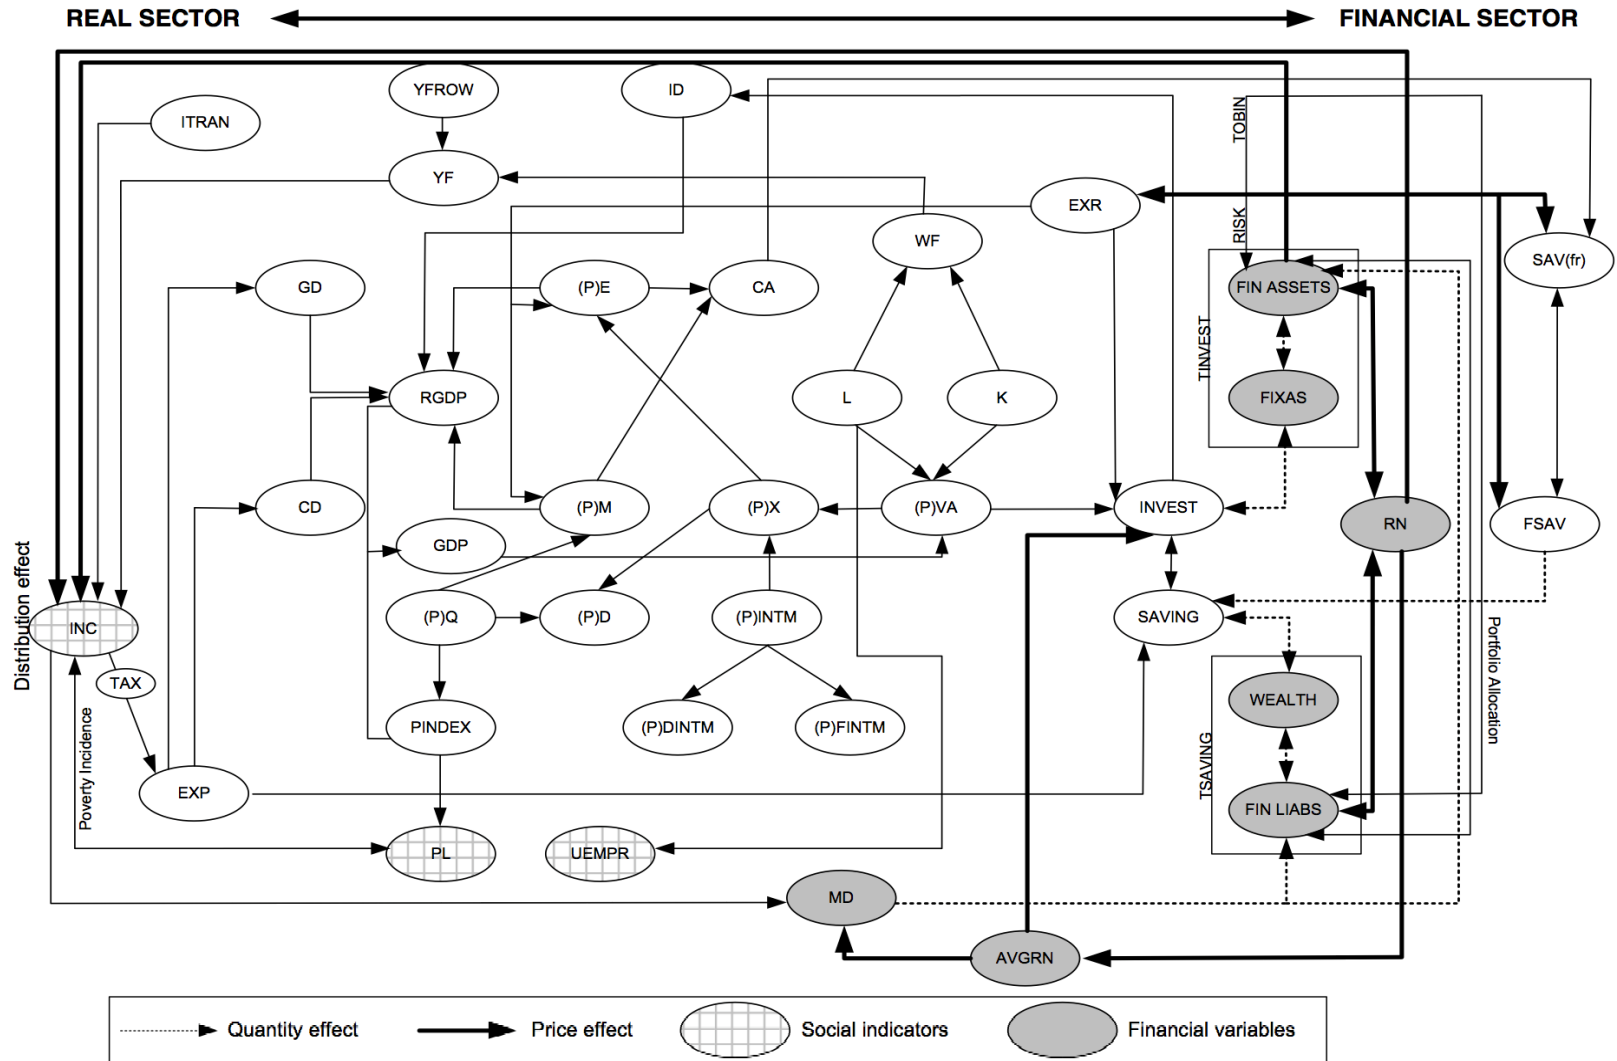 REAL SECTOR
FINANCIAL SECTOR
YFROW
ID
ITRAN
TOBIN
YF
EXR
RISK
WF
SAV(fr)
GD
(P)E
CA
FIN ASSETS
TINVEST
RGDP
L
K
FIXAS
CD
(P)M
(P)X
(P)VA
INVEST
RN
FSAV
GDP
Distribution effect
INC
(P)Q
(P)D
(P)INTM
SAVING
Portfolio Allocation
TAX
WEALTH
PINDEX
(P)DINTM
(P)FINTM
TSAVING
Poverty Incidence
EXP
FIN LIABS
PL
UEMPR
MD
AVGRN
Quantity effect
Price effect
Social indicators
Financial variables